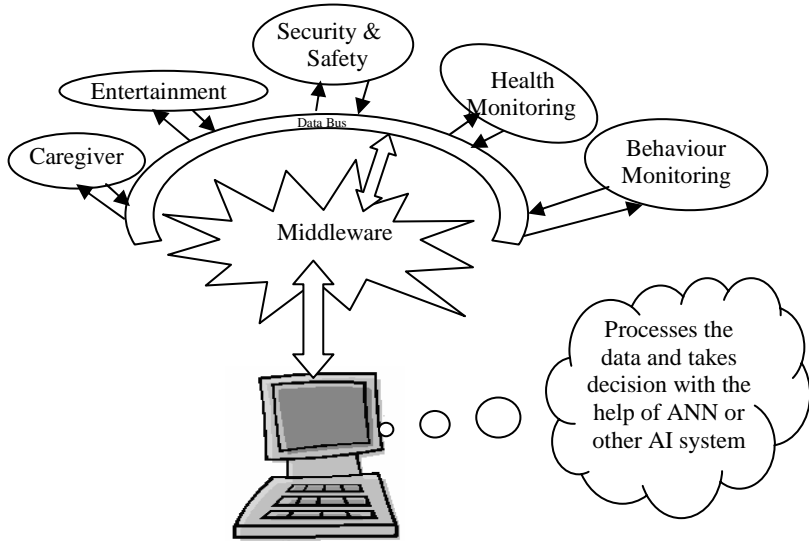 Security &
Safety
Entertainment
Health
Monitoring
Data Bus
Caregiver
Behaviour
Monitoring
Middleware
Processes the
data and takes
decision with the
help of ANN or
other AI system